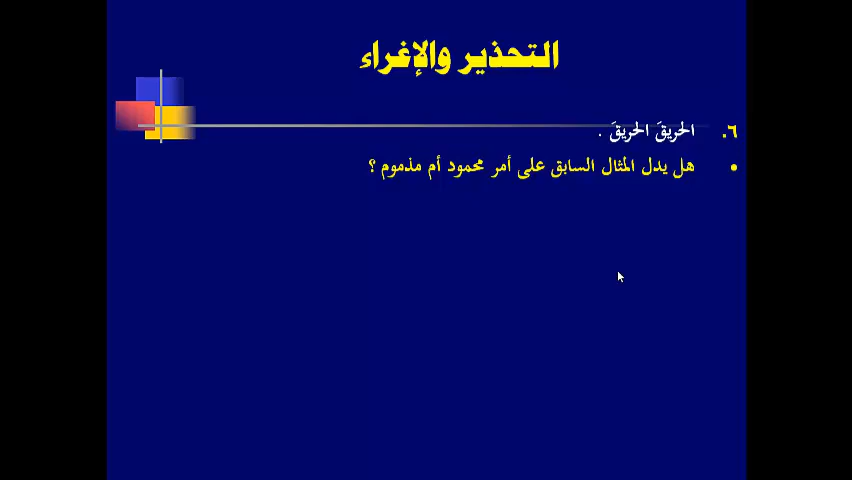 التحذير والإغراء
٦. الحريقَ الحريقَ .
• هل يدل المثال السابق على أمر محمود أم مذموم ؟